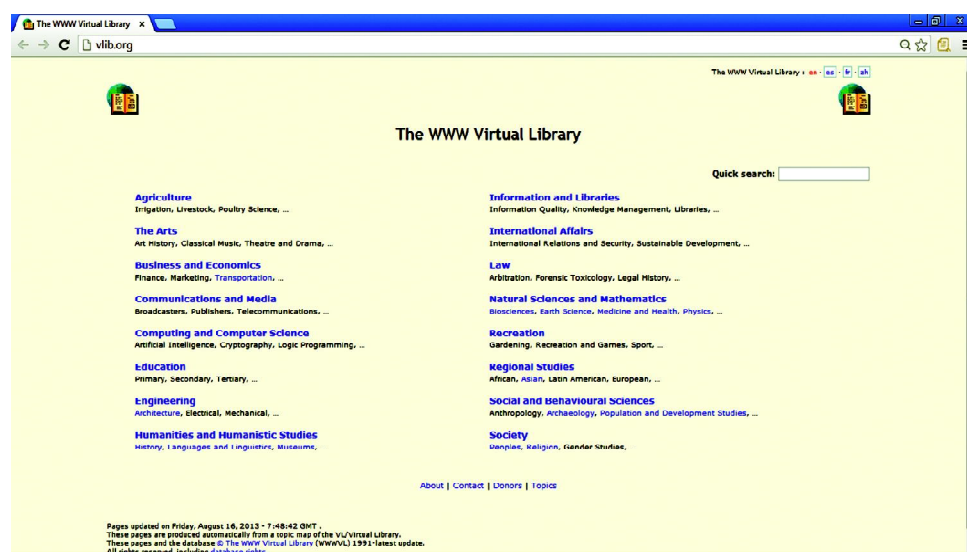 The WWW Virtual Library x
vlib.org
The WWW Virtual Library : en · es · fr · zh
The WWW Virtual Library
Quick search:
Agriculture
Irrigation, Livestock, Poultry Science, ...
The Arts
Art History, Classical Music, Theatre and Drama, ...
Business and Economics
Finance, Marketing, Transportation, ...
Communications and Media
Broadcasters, Publishers, Telecommunications, ...
Computing and Computer Science
Artificial Intelligence, Cryptography, Logic Programming, ...
Education
Primary, Secondary, Tertiary, ...
Engineering
Architecture, Electrical, Mechanical, ...
Humanities and Humanistic Studies
History, Languages and Linguistics, Museums,
Information and Libraries
Information Quality, Knowledge Management, Libraries, ...
International Affairs
International Relations and Security, Sustainable Development, ...
Law
Arbitration, Forensic Toxicology, Legal History, ...
Natural Sciences and Mathematics
Biosciences, Earth Science, Medicine and Health, Physics, ...
Recreation
Gardening, Recreation and Games, Sport, ...
Regional Studies
African, Asian, Latin American, European, ...
Social and Behavioural Sciences
Anthropology, Archaeology, Population and Development Studies, ...
Society
Peoples, Religion, Gender Studies,
About | Contact | Donors | Topics
Pages updated on Friday, August 16, 2013 - 7:48:42 GMT .
These pages are produced automatically from a topic map of the VL/Virtual Library.
These pages and the database © The WWW Virtual Library (WWWVL) 1991-latest update.
All rights reserved, including database rights.